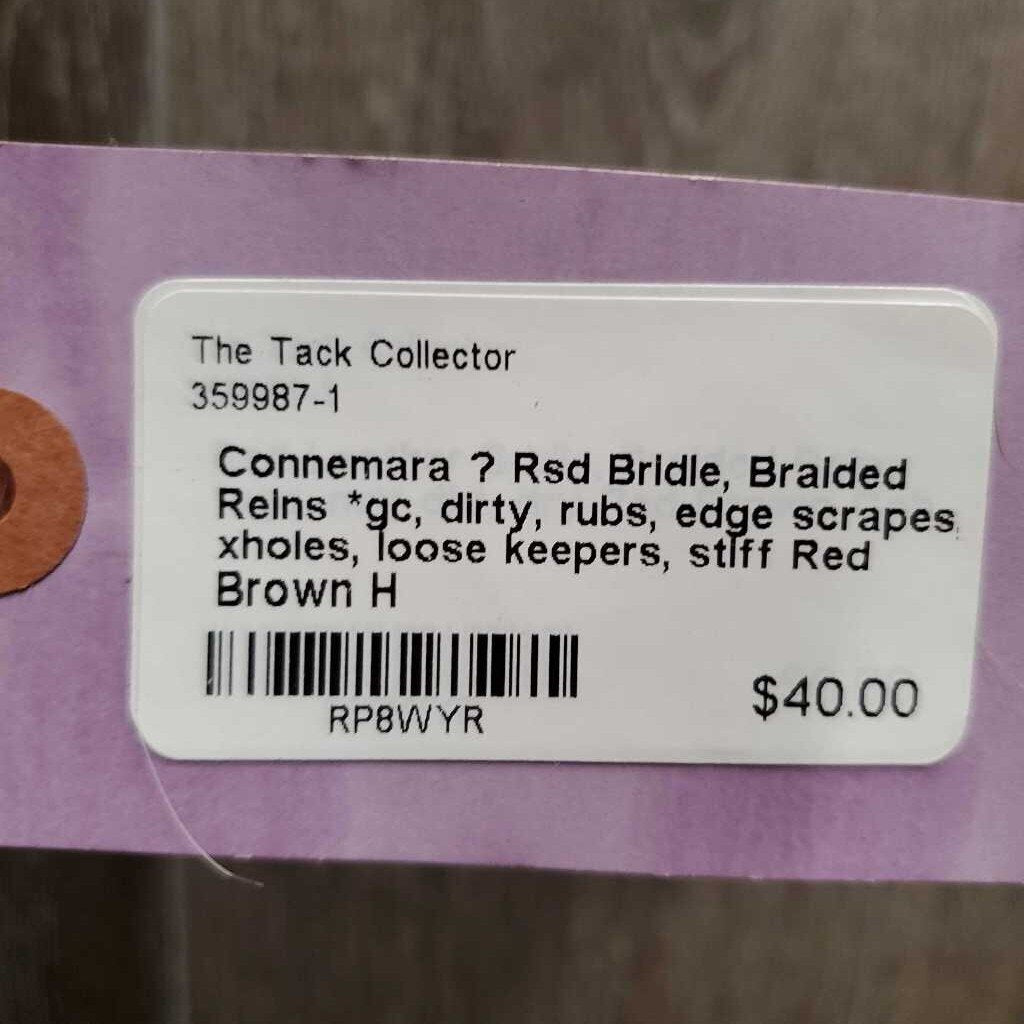 The Tack Collector
359987-1
Connemara ? Rsd Bridle, Braided
Reins *gc, dirty, rubs, edge scrapes,
xholes, loose keepers, stiff Red
Brown H
RP8WYR
$40.00